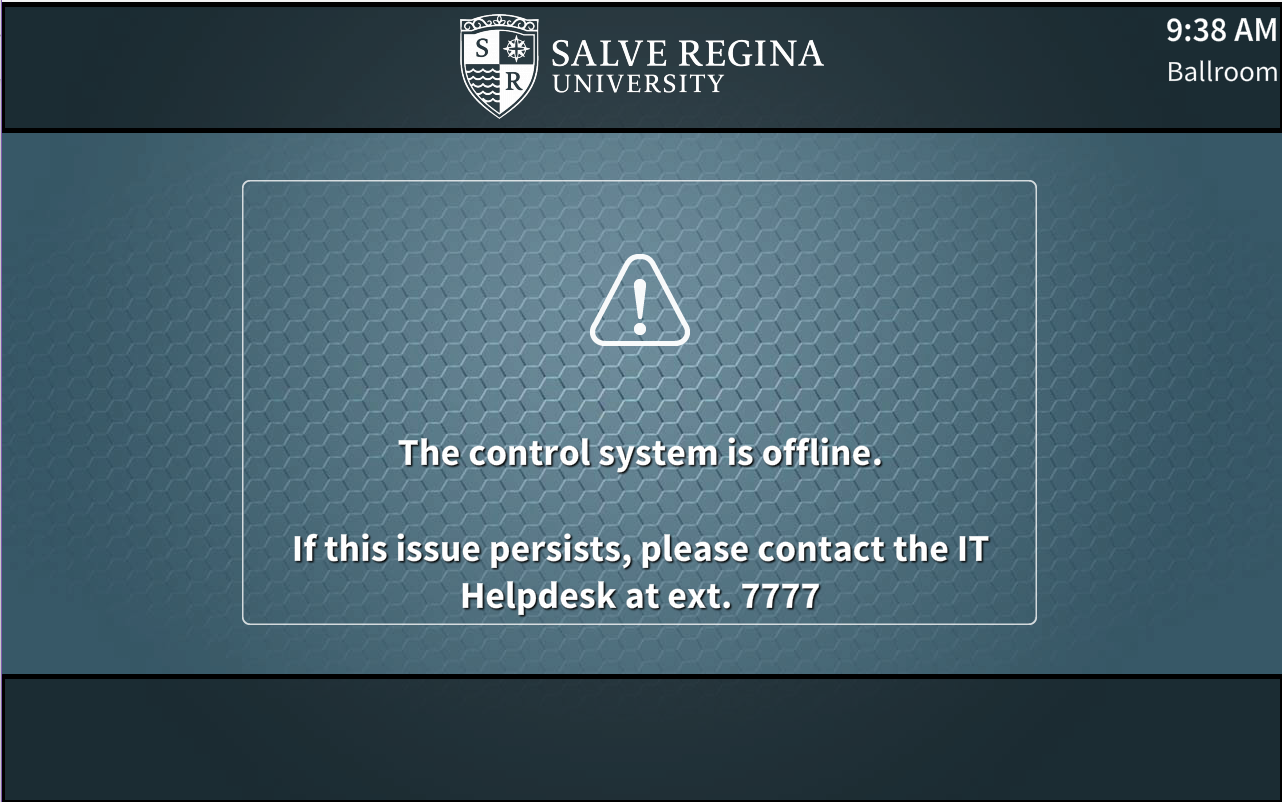 S
R
SALVE REGINA
UNIVERSITY
9:38 AM
Ballroom
The control system is offline.
If this issue persists, please contact the IT
Helpdesk at ext. 7777